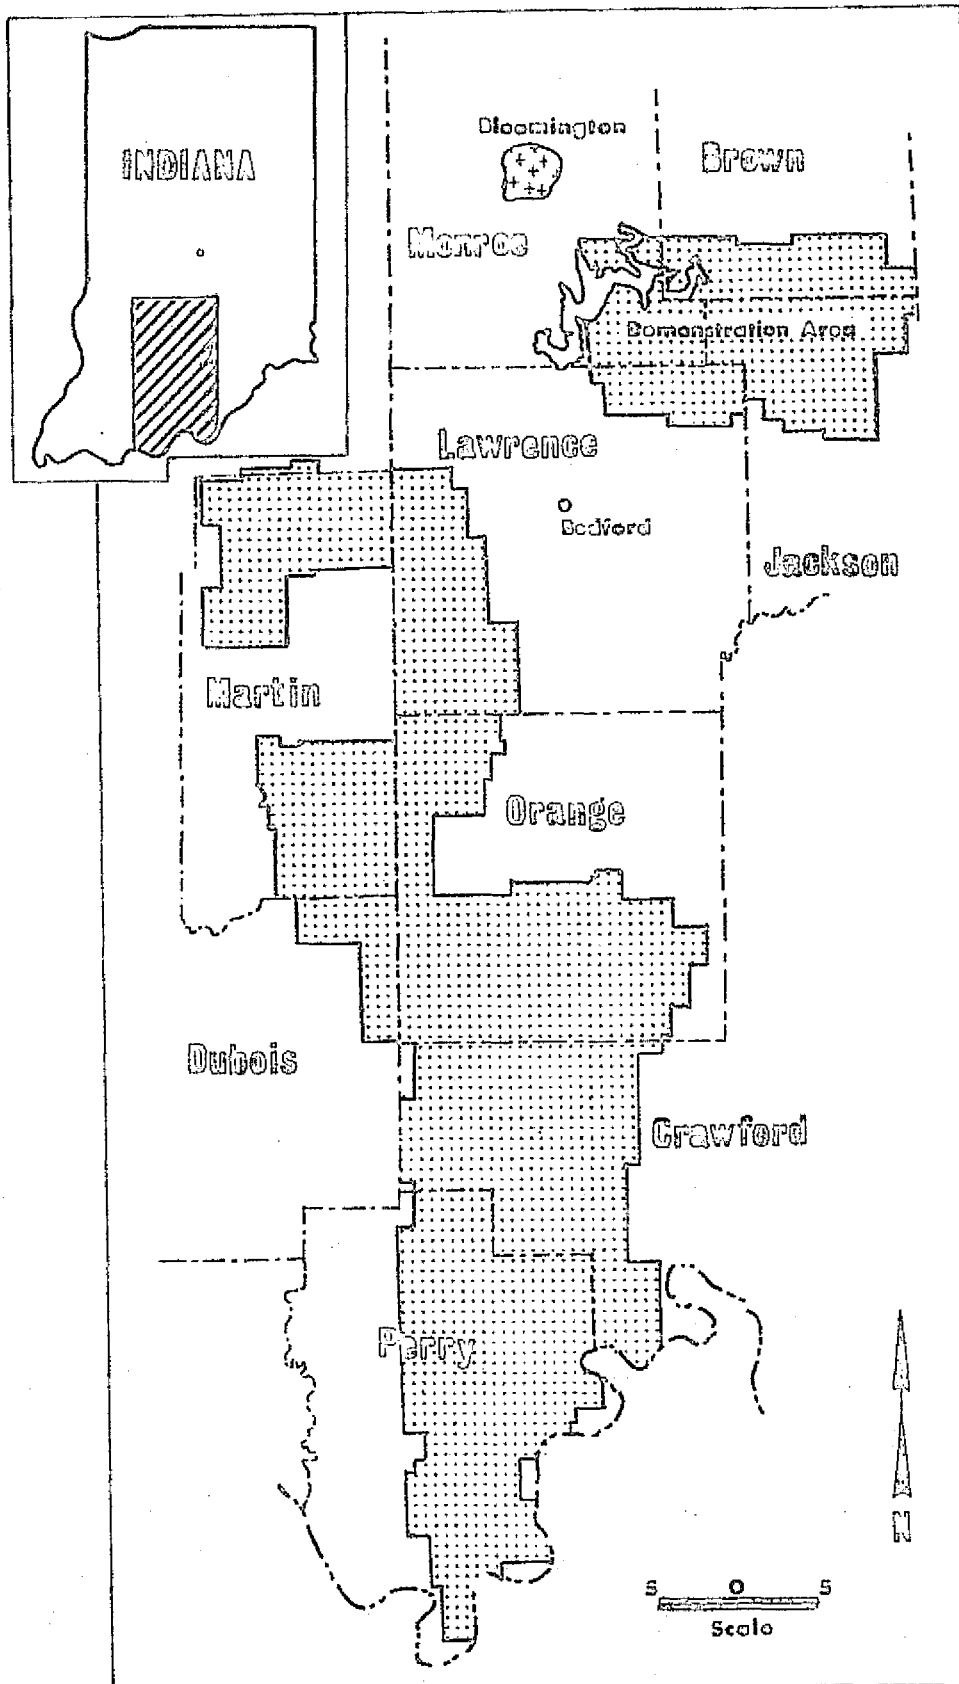 INDIANA
Bloomington
Brown
Monroe
Demonstration Area
Lawrence
Bedford
Jackson
Martin
Orange
Dubois
Crawford
Perry
N
5 0 5
Scale